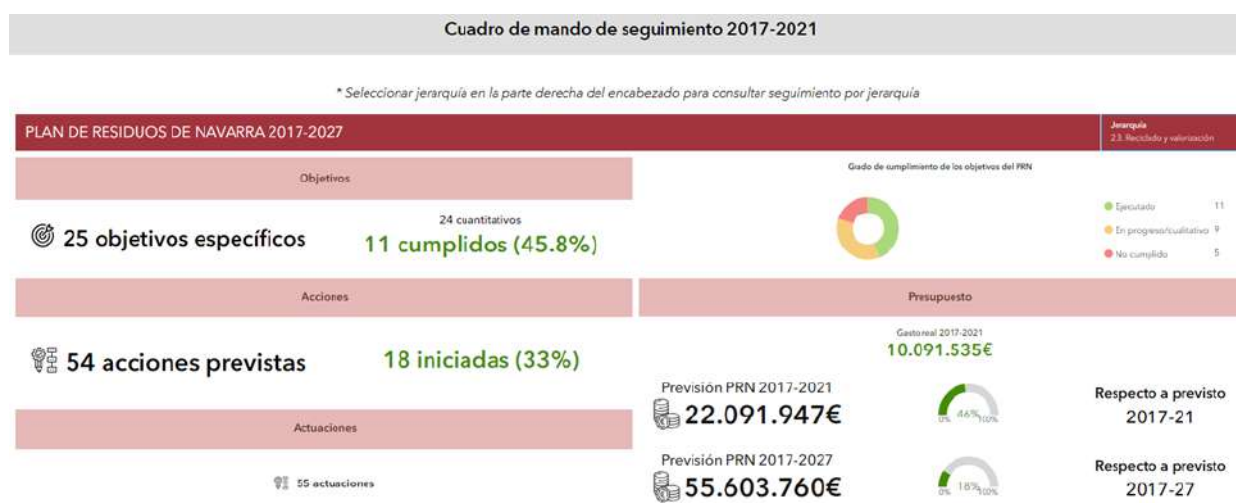 Cuadro de mando de seguimiento 2017-2021
* Seleccionar jerarquía en la parte derecha del encabezado para consultar seguimiento por jerarquía
PLAN DE RESIDUOS DE NAVARRA 2017-2027
Jerarquía
23. Reciclado y valorización
Objetivos
25 objetivos específicos
24 cuantitativos
11 cumplidos (45.8%)
Grado de cumplimiento de los objetivos del PRN
Ejecutado 11
En progreso/cualitativo 9
No cumplido 5
Acciones
54 acciones previstas
18 iniciadas (33%)
Actuaciones
55 actuaciones
Presupuesto
Gasto real 2017-2021
10.091.535€
Previsión PRN 2017-2021
22.091.947€
0% 46% 100%
Respecto a previsto
2017-21
Previsión PRN 2017-2027
55.603.760€
0% 18% 100%
Respecto a previsto
2017-27